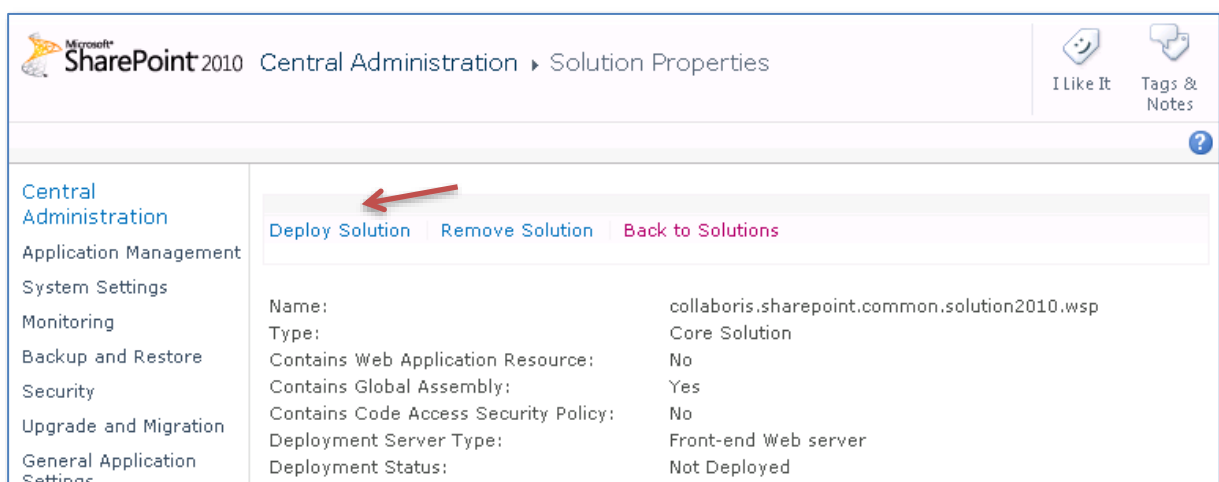 Microsoft
SharePoint 2010 Central Administration ▸ Solution Properties
I Like It
Tags & Notes
Central Administration
Application Management
System Settings
Monitoring
Backup and Restore
Security
Upgrade and Migration
General Application Settings
Deploy Solution | Remove Solution | Back to Solutions
Name: collaboris.sharepoint.common.solution2010.wsp
Type: Core Solution
Contains Web Application Resource: No
Contains Global Assembly: Yes
Contains Code Access Security Policy: No
Deployment Server Type: Front-end Web server
Deployment Status: Not Deployed